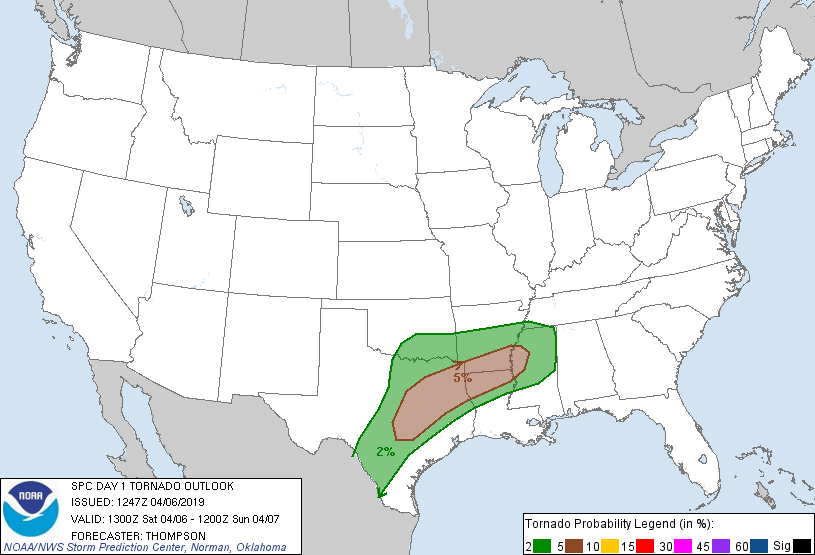 5%
2%
NOAA
SPC DAY 1 TORNADO OUTLOOK
ISSUED: 1247Z 04/06/2019
VALID: 1300Z Sat 04/06 - 1200Z Sun 04/07
FORECASTER: THOMPSON
NOAA/NWS Storm Prediction Center, Norman, Oklahoma
Tornado Probability Legend (in %):
2 5 10 15 30 45 60 Sig